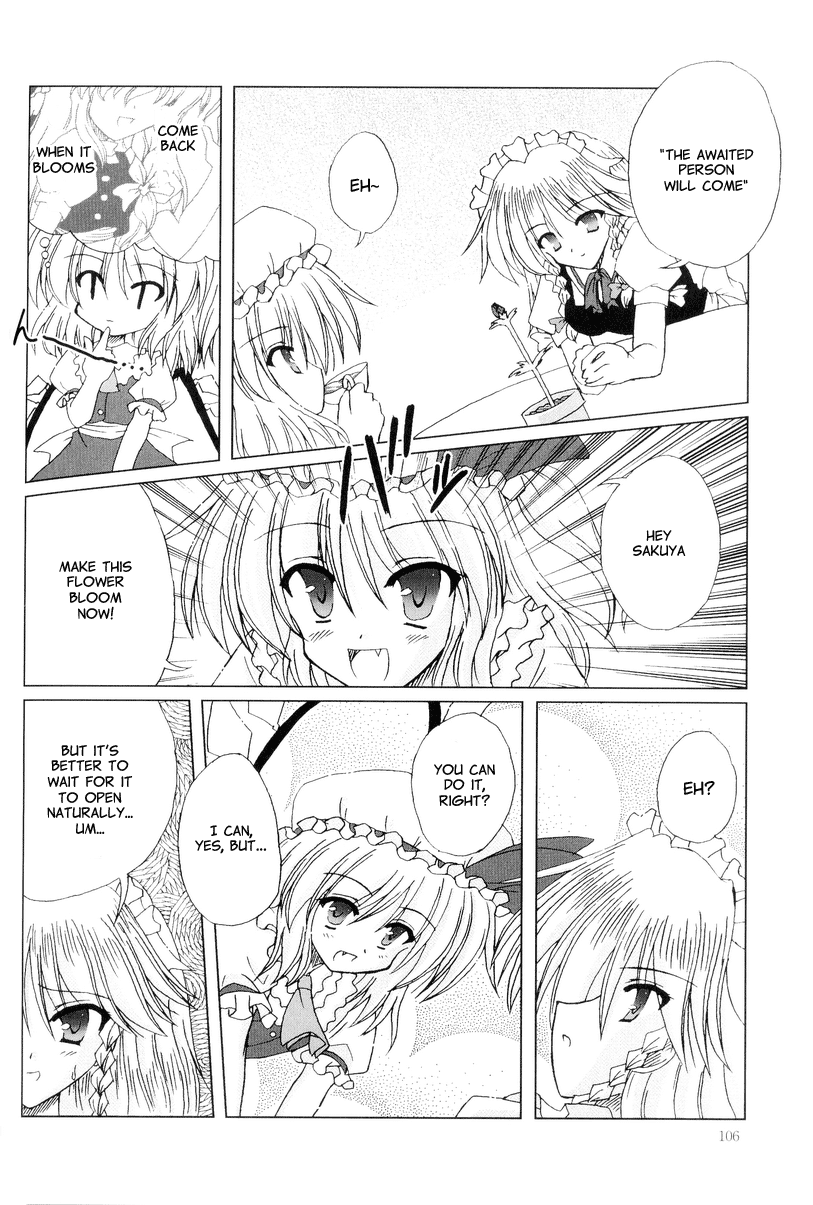 "THE AWAITED
PERSON
WILL COME"
EH~
COME
BACK
WHEN IT
BLOOMS
ん
HEY
SAKUYA
MAKE THIS
FLOWER
BLOOM
NOW!
EH?
YOU CAN
DO IT,
RIGHT?
I CAN,
YES, BUT...
BUT IT'S
BETTER TO
WAIT FOR IT
TO OPEN
NATURALLY...
UM...
106